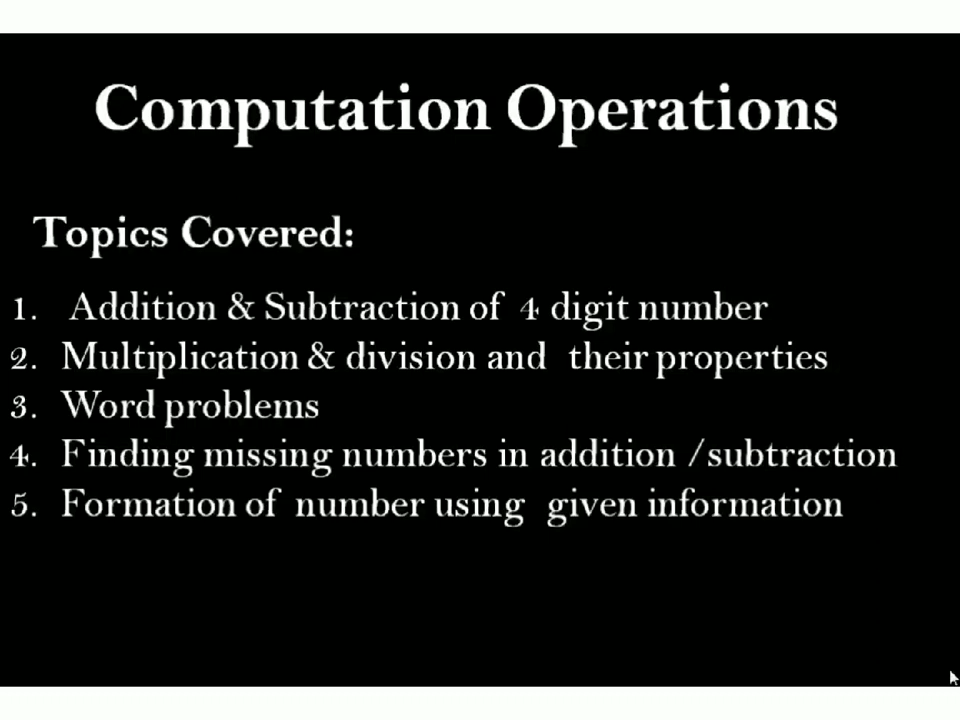 Computation Operations
Topics Covered:
1. Addition & Subtraction of 4 digit number
2. Multiplication & division and their properties
3. Word problems
4. Finding missing numbers in addition /subtraction
5. Formation of number using given information